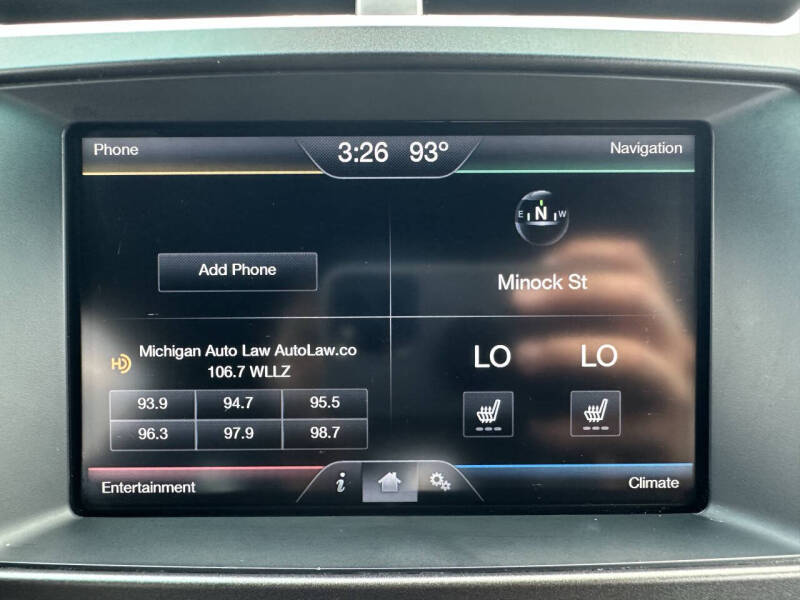 Phone
3:26 93°
Navigation
E N W
Add Phone
Minock St
HD
Michigan Auto Law AutoLaw.co
106.7 WLLZ
LO LO
93.9 94.7 95.5
96.3 97.9 98.7
Entertainment
i
Climate